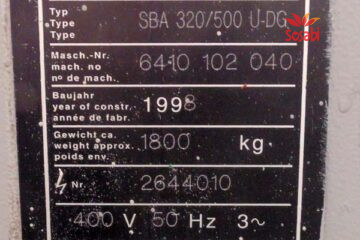 Sosabi
Typ
Type
Type
SBA 320/500 U-DG
Masch.-Nr.
mach. no
nº de mach.
6410 102 040
Baujahr
year of constr.
année de fabr.
1998
Gewicht ca.
weight approx.
poids env.
1800 kg
Nr.
2644010
400 V 50 Hz 3~